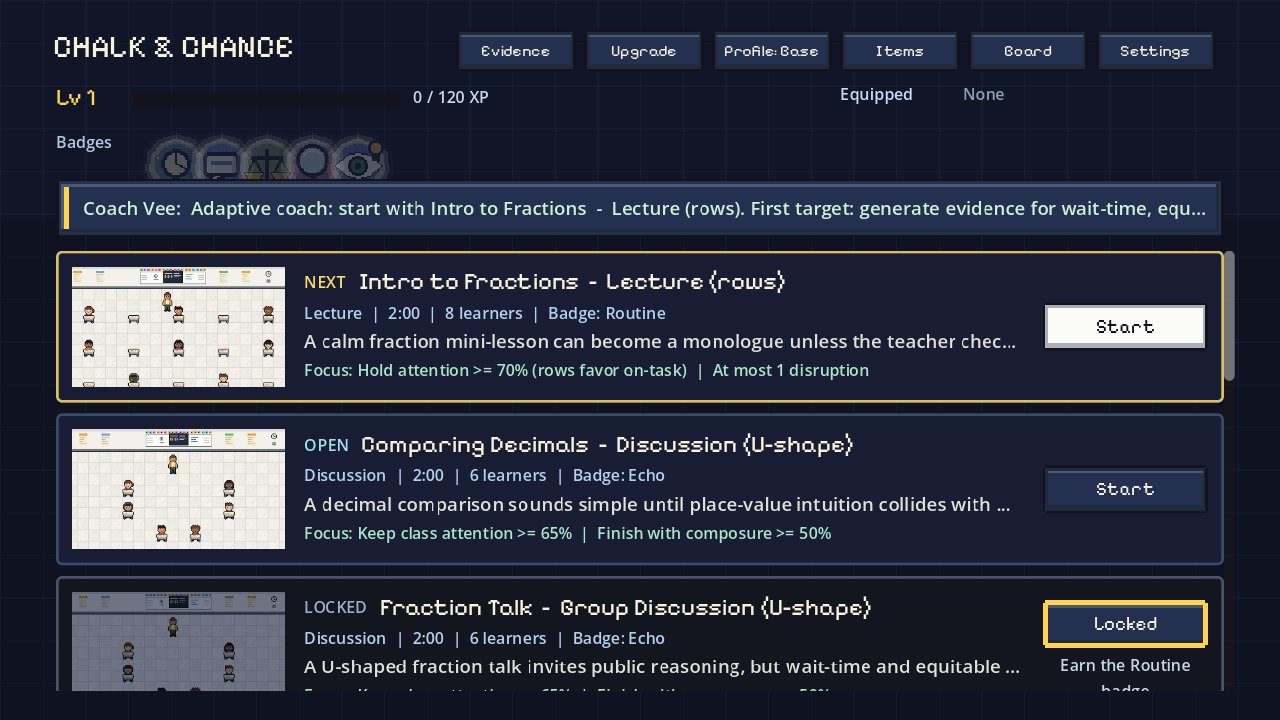 CHALK & CHANCE
Evidence
Upgrade
Profile: Base
Items
Board
Settings
Lv 1
0 / 120 XP
Equipped
None
Badges
Coach Vee: Adaptive coach: start with Intro to Fractions - Lecture (rows). First target: generate evidence for wait-time, equ...
NEXT Intro to Fractions - Lecture (rows)
Lecture | 2:00 | 8 learners | Badge: Routine
A calm fraction mini-lesson can become a monologue unless the teacher chec...
Focus: Hold attention >= 70% (rows favor on-task) | At most 1 disruption
Start
OPEN Comparing Decimals - Discussion (U-shape)
Discussion | 2:00 | 6 learners | Badge: Echo
A decimal comparison sounds simple until place-value intuition collides with ...
Focus: Keep class attention >= 65% | Finish with composure >= 50%
Start
LOCKED Fraction Talk - Group Discussion (U-shape)
Discussion | 2:00 | 6 learners | Badge: Echo
A U-shaped fraction talk invites public reasoning, but wait-time and equitable ...
Locked
Earn the Routine